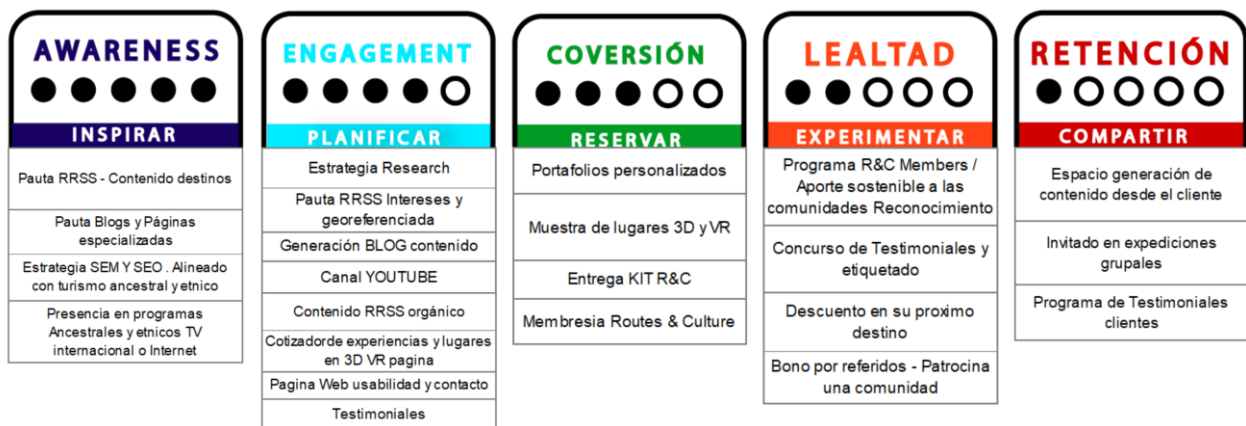 AWARENESS
INSPIRAR
Pauta RRSS - Contenido destinos
Pauta Blogs y Páginas
especializadas
Estrategia SEM Y SEO . Alineado
con turismo ancestral y etnico
Presencia en programas
Ancestrales y etnicos TV
internacional o Internet
ENGAGEMENT
PLANIFICAR
Estrategia Research
Pauta RRSS Intereses y
georeferenciada
Generación BLOG contenido
Canal YOUTUBE
Contenido RRSS orgánico
Cotizadorde experiencias y lugares
en 3D VR pagina
Pagina Web usabilidad y contacto
Testimoniales
COVERSIÓN
RESERVAR
Portafolios personalizados
Muestra de lugares 3D y VR
Entrega KIT R&C
Membresia Routes & Culture
LEALTAD
EXPERIMENTAR
Programa R&C Members /
Aporte sostenible a las
comunidades Reconocimiento
Concurso de Testimoniales y
etiquetado
Descuento en su proximo
destino
Bono por referidos - Patrocina
una comunidad
RETENCIÓN
COMPARTIR
Espacio generación de
contenido desde el cliente
Invitado en expediciones
grupales
Programa de Testimoniales
clientes